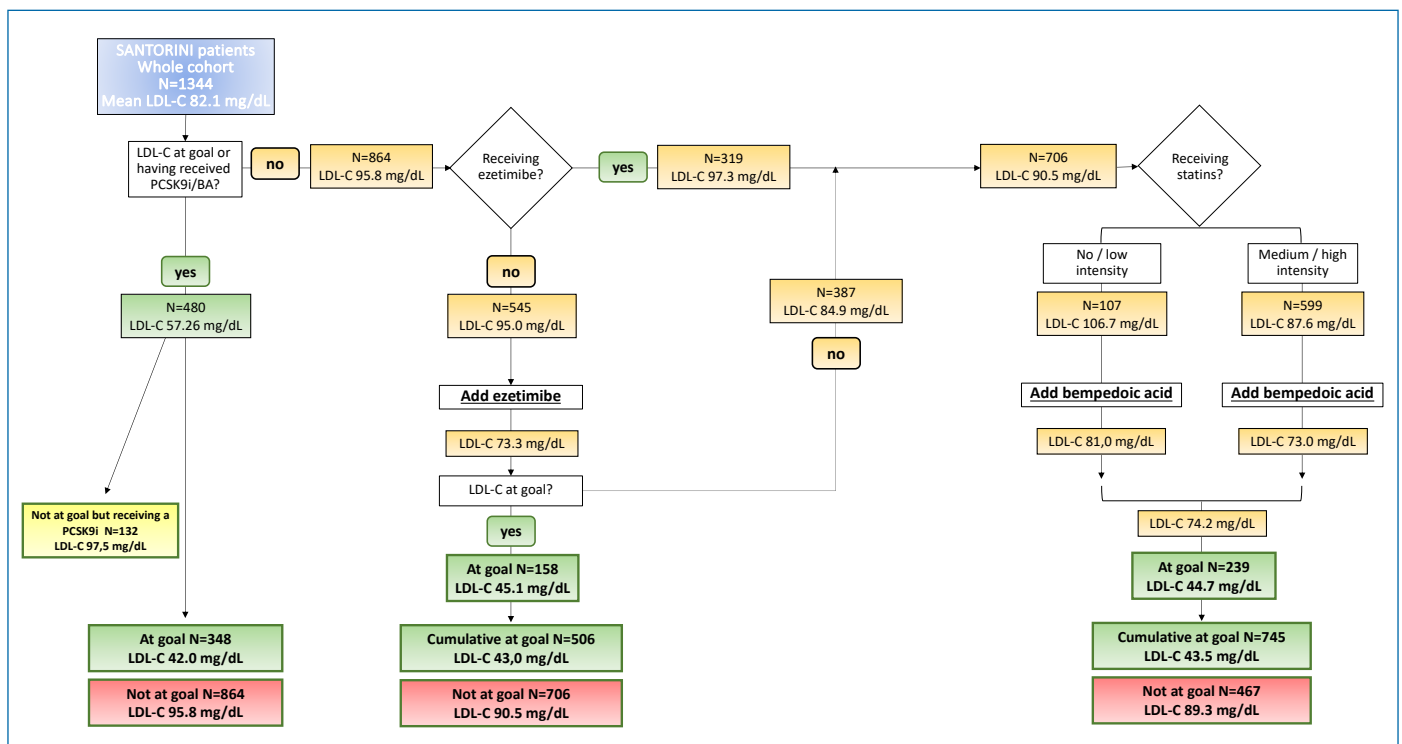 SANTORINI patients
Whole cohort
N=1344
Mean LDL-C 82.1 mg/dL
LDL-C at goal or
having received
PCSK9i/BA?
no
N=864
LDL-C 95.8 mg/dL
Receiving
ezetimibe?
yes
N=319
LDL-C 97.3 mg/dL
N=706
LDL-C 90.5 mg/dL
Receiving
statins?
yes
N=480
LDL-C 57.26 mg/dL
Not at goal but receiving a
PCSK9i N=132
LDL-C 97,5 mg/dL
At goal N=348
LDL-C 42.0 mg/dL
Not at goal N=864
LDL-C 95.8 mg/dL
no
N=545
LDL-C 95.0 mg/dL
Add ezetimibe
LDL-C 73.3 mg/dL
LDL-C at goal?
yes
At goal N=158
LDL-C 45.1 mg/dL
Cumulative at goal N=506
LDL-C 43,0 mg/dL
Not at goal N=706
LDL-C 90.5 mg/dL
N=387
LDL-C 84.9 mg/dL
no
No / low
intensity
N=107
LDL-C 106.7 mg/dL
Add bempedoic acid
LDL-C 81,0 mg/dL
Medium / high
intensity
N=599
LDL-C 87.6 mg/dL
Add bempedoic acid
LDL-C 73.0 mg/dL
LDL-C 74.2 mg/dL
At goal N=239
LDL-C 44.7 mg/dL
Cumulative at goal N=745
LDL-C 43.5 mg/dL
Not at goal N=467
LDL-C 89.3 mg/dL